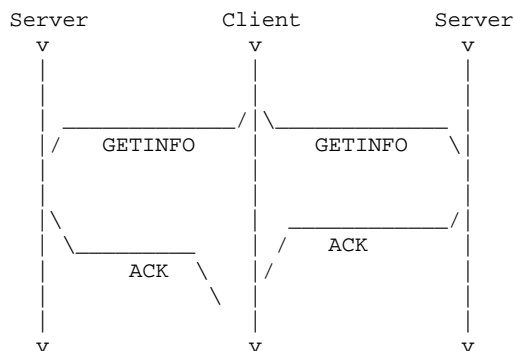 Server Client Server
v v v
GETINFO GETINFO
ACK
ACK
v v v